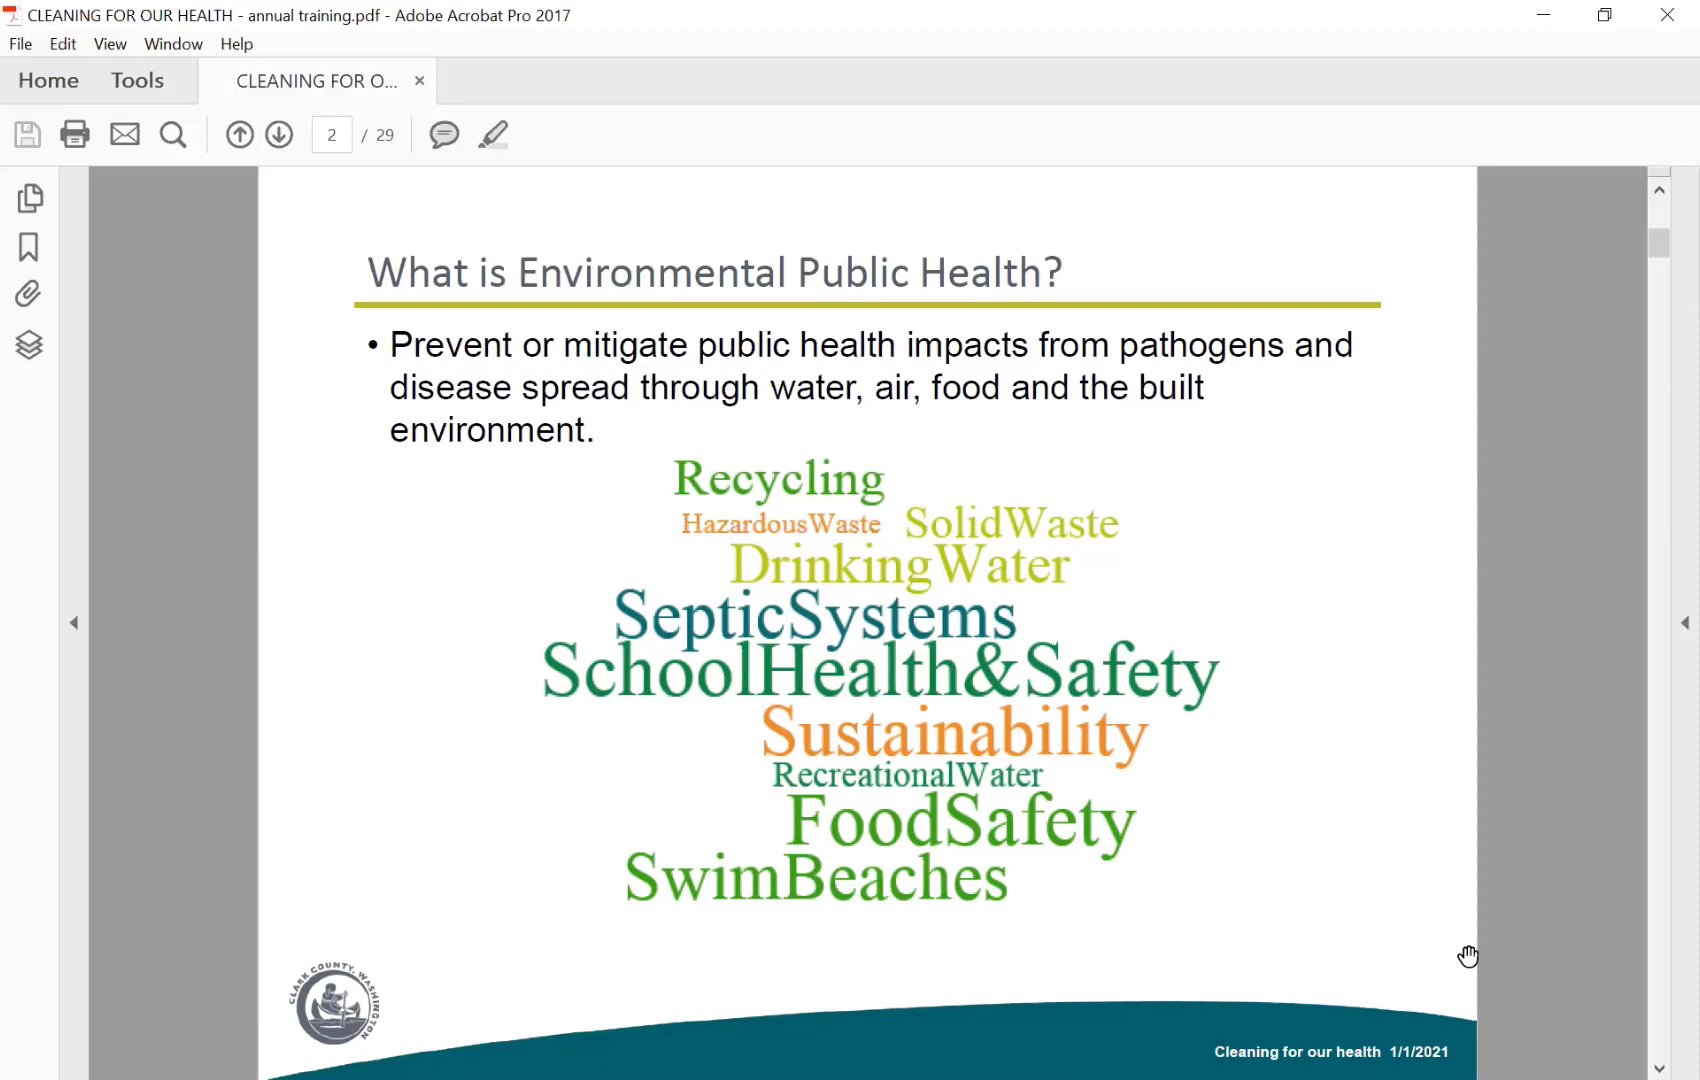 CLEANING FOR OUR HEALTH - annual training.pdf - Adobe Acrobat Pro 2017
File Edit View Window Help
Home Tools CLEANING FOR O... ×
2 / 29
What is Environmental Public Health?
• Prevent or mitigate public health impacts from pathogens and
disease spread through water, air, food and the built
environment.
Recycling
HazardousWaste SolidWaste
DrinkingWater
SepticSystems
SchoolHealth&Safety
Sustainability
RecreationalWater
FoodSafety
SwimBeaches
CLARK COUNTY, WASHINGTON
Cleaning for our health 1/1/2021